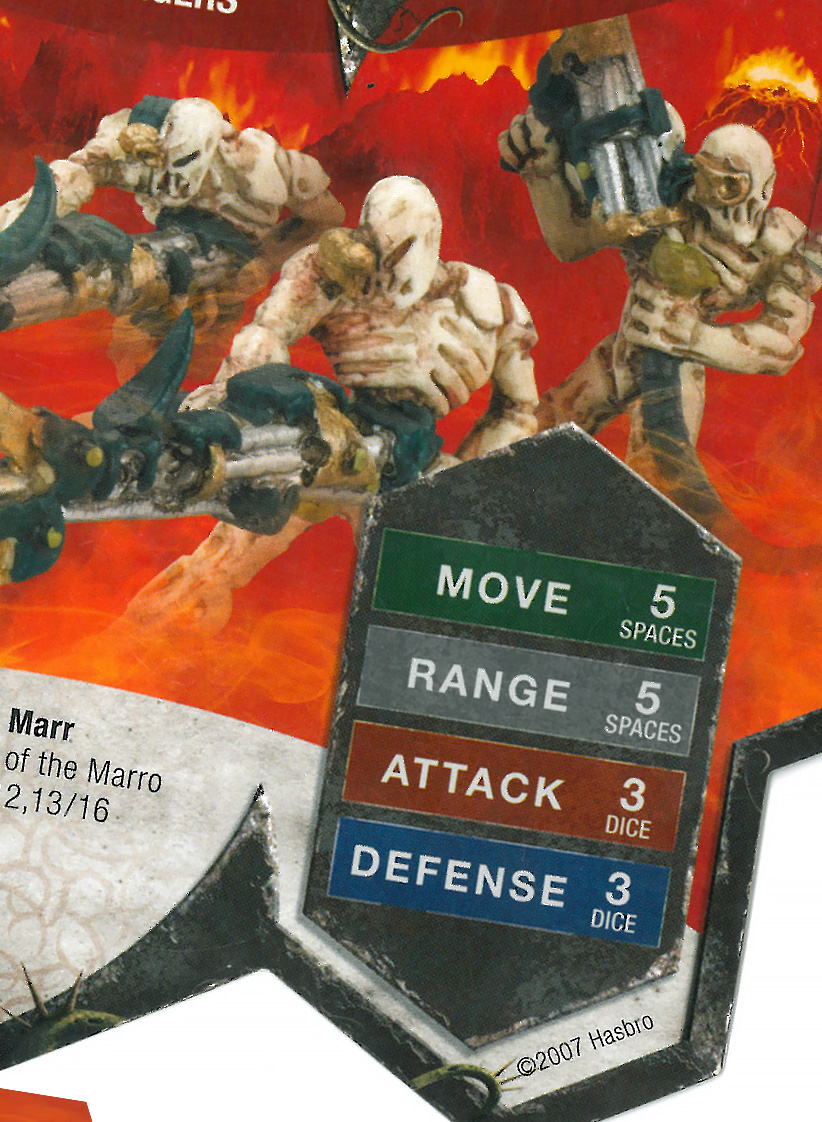 Marr
of the Marro
2,13/16
MOVE 5
SPACES
RANGE 5
SPACES
ATTACK 3
DICE
DEFENSE 3
DICE
©2007 Hasbro